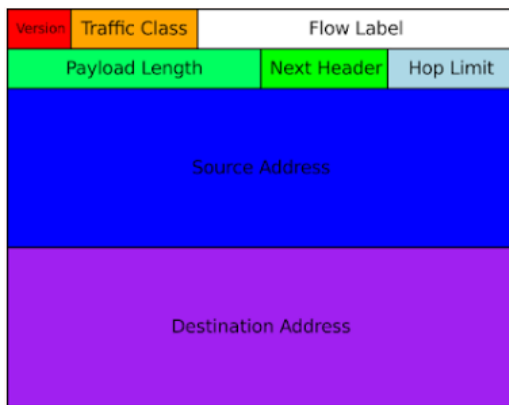 Version Traffic Class Flow Label
Payload Length Next Header Hop Limit
Source Address
Destination Address